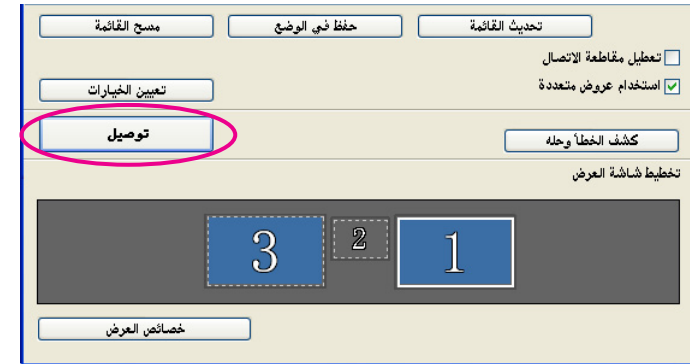 تحديث القائمة حفظ في الوضع مسح القائمة
تعطيل مقاطعة الاتصال
استخدام عروض متعددة تعيين الخيارات
توصيل
كشف الخطأ وحله
تخطيط شاشة العرض
1 2 3
خصائص العرض